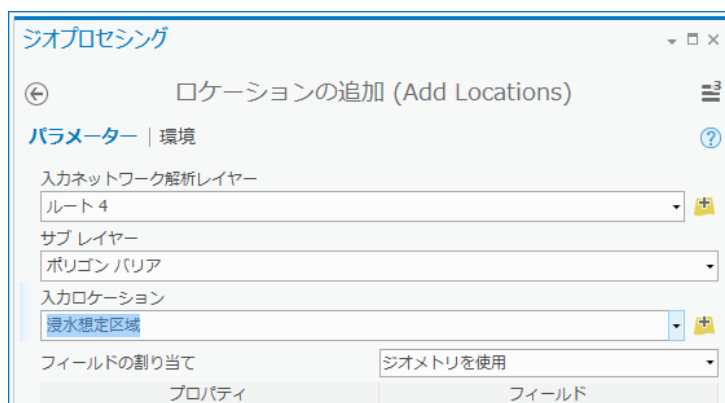 ジオプロセシング
ロケーションの追加 (Add Locations)
3
パラメーター | 環境
?
入力ネットワーク解析レイヤー
ルート 4
サブ レイヤー
ポリゴン バリア
入力ロケーション
浸水想定区域
フィールドの割り当て ジオメトリを使用
プロパティ フィールド